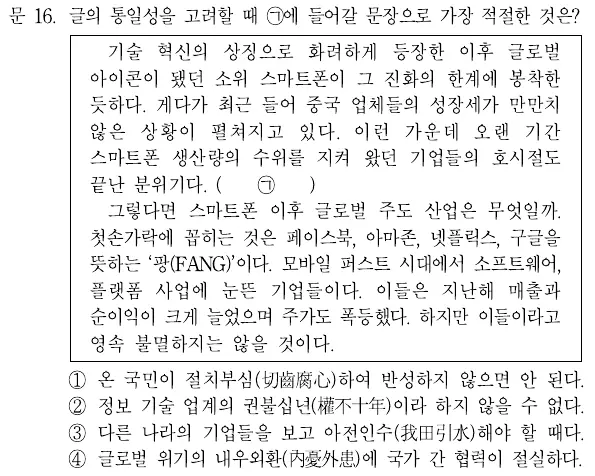 문 16. 글의 통일성을 고려할 때 ㉠에 들어갈 문장으로 가장 적절한 것은?
기술 혁신의 상징으로 화려하게 등장한 이후 글로벌
아이콘이 됐던 소위 스마트폰이 그 진화의 한계에 봉착한
듯하다. 게다가 최근 들어 중국 업체들의 성장세가 만만치
않은 상황이 펼쳐지고 있다. 이런 가운데 오랜 기간
스마트폰 생산량의 수위를 지켜 왔던 기업들의 호시절도
끝난 분위기다. ( ㉠ )
그렇다면 스마트폰 이후 글로벌 주도 산업은 무엇일까.
첫손가락에 꼽히는 것은 페이스북, 아마존, 넷플릭스, 구글을
뜻하는 ‘팡(FANG)’이다. 모바일 퍼스트 시대에서 소프트웨어,
플랫폼 사업에 눈뜬 기업들이다. 이들은 지난해 매출과
순이익이 크게 늘었으며 주가도 폭등했다. 하지만 이들이라고
영속 불멸하지는 않을 것이다.
① 온 국민이 절치부심(切齒腐心)하여 반성하지 않으면 안 된다.
② 정보 기술 업계의 권불십년(權不十年)이라 하지 않을 수 없다.
③ 다른 나라의 기업들을 보고 아전인수(我田引水)해야 할 때다.
④ 글로벌 위기의 내우외환(內憂外患)에 국가 간 협력이 절실하다.